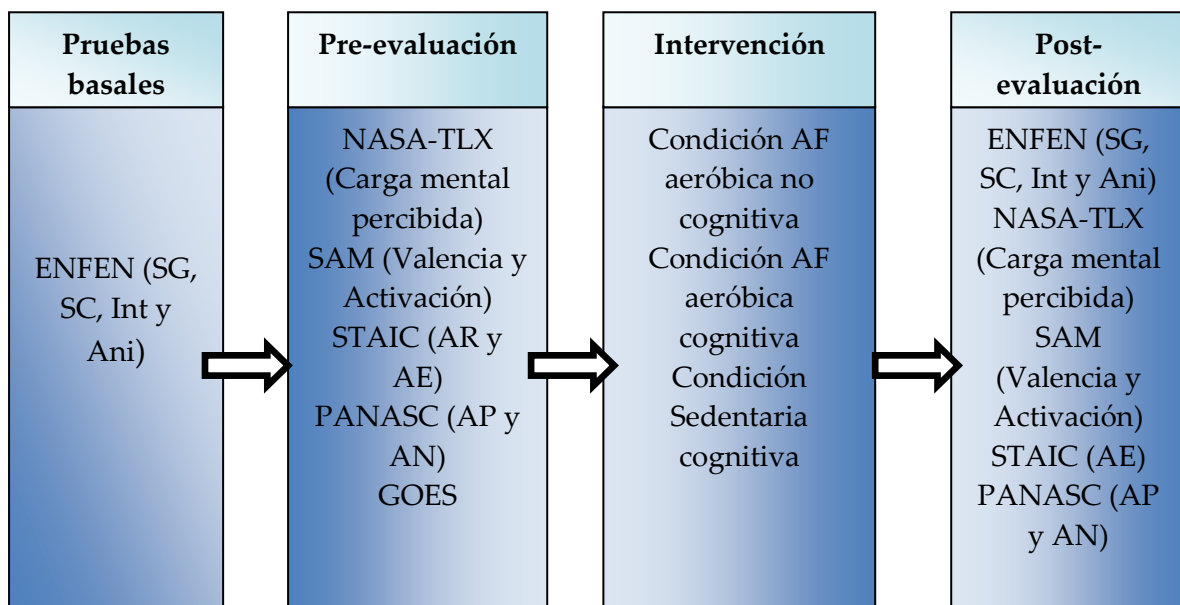 Pruebas
basales
ENFEN (SG,
SC, Int y
Ani)
Pre-evaluación
NASA-TLX
(Carga mental
percibida)
SAM (Valencia y
Activación)
STAIC (AR y
AE)
PANASC (AP y
AN)
GOES
Intervención
Condición AF
aeróbica no
cognitiva
Condición AF
aeróbica
cognitiva
Condición
Sedentaria
cognitiva
Post-
evaluación
ENFEN (SG,
SC, Int y Ani)
NASA-TLX
(Carga mental
percibida)
SAM
(Valencia y
Activación)
STAIC (AE)
PANASC (AP
y AN)